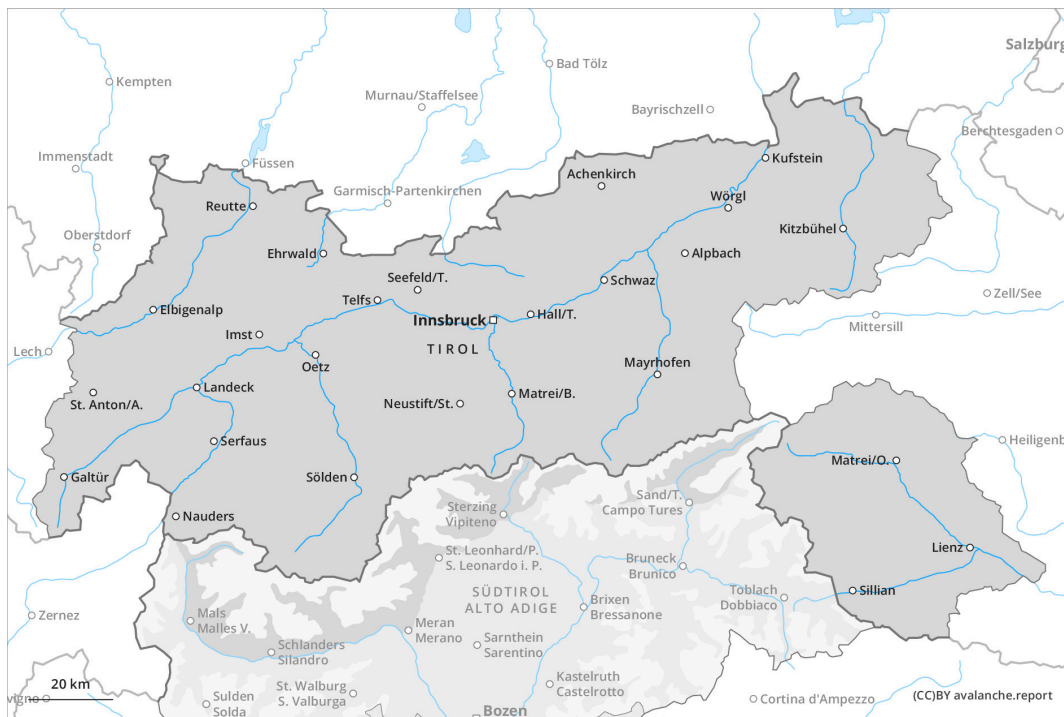 Salzburg
Kempten
Bad Tölz
Murnau/Staffelsee
Bayrischzell
Berchtesgaden
Immenstadt
Füssen
Kufstein
Garmisch-Partenkirchen
Achenkirch
Reutte
Wörgl
Oberstdorf
Kitzbühel
Ehrwald
Alpbach
Seefeld/T.
Schwaz
Zell/See
Telfs
Elbigenalp
Hall/T.
Innsbruck
Mittersill
Imst
TIROL
Lech
Oetz
Mayrhofen
Landeck
St. Anton/A.
Neustift/St.
Matrei/B.
Serfaus
Heiligenb
Matrei/O.
Galtür
Sölden
Sand/T.
Campo Tures
Sterzing
Vipiteno
Nauders
Lienz
St. Leonhard/P.
S. Leonardo i. P.
Bruneck
Brunico
SÜDTIROL
ALTO ADIGE
Sillian
Toblach
Dobbiaco
Brixen
Bressanone
Zernez
Mals
Malles V.
Meran
Merano
Schlanders
Silandro
Sarnthein
Sarentino
Kastelruth
Castelrotto
20 km
St. Walburg
S. Valburga
Sulden
Solda
vigno
Cortina d'Ampezzo
(CC)BY avalanche.report
Bozen